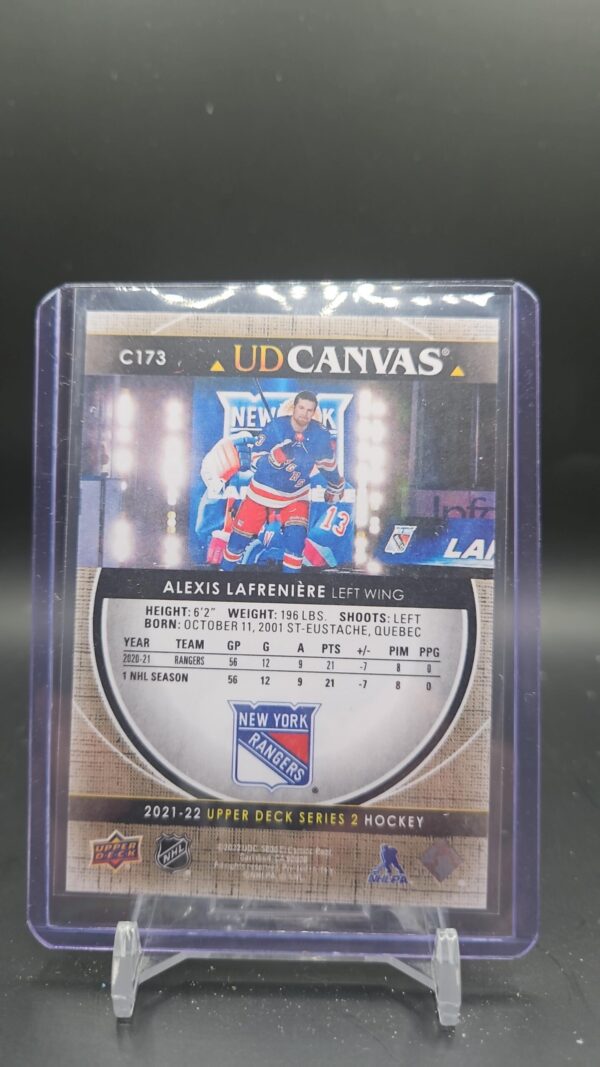 C173 UD CANVAS®
NEW K
13
Info
LA
ALEXIS LAFRENIÈRE LEFT WING
HEIGHT: 6'2" WEIGHT: 196 LBS. SHOOTS: LEFT
BORN: OCTOBER 11, 2001 ST-EUSTACHE, QUEBEC
YEAR TEAM GP G A PTS +/- PIM PPG
2020-21 RANGERS 56 12 9 21 -7 8 0
1 NHL SEASON 56 12 9 21 -7 8 0
NEW YORK
RANGERS
®
2021-22 UPPER DECK SERIES 2 HOCKEY
UPPER DECK
NHL
NHLPA